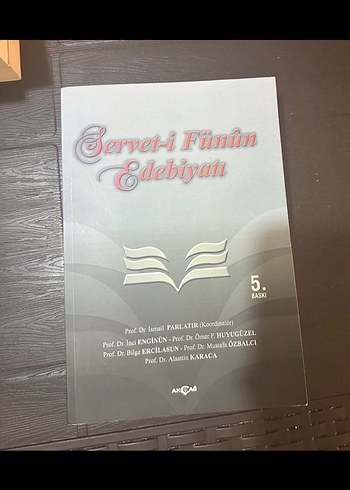 Servet-i Fünûn
Edebiyatı
5.
BASKI
Prof. Dr. İsmail PARLATIR (Koordinatör)
Prof. Dr. İnci ENGİNÜN - Prof. Dr. Ömer F. HUYUGÜZEL
Prof. Dr. Bilge ERCİLASUN - Prof. Dr. Mustafa ÖZBALCI
Prof. Dr. Alaattin KARACA
AKÇAĞ